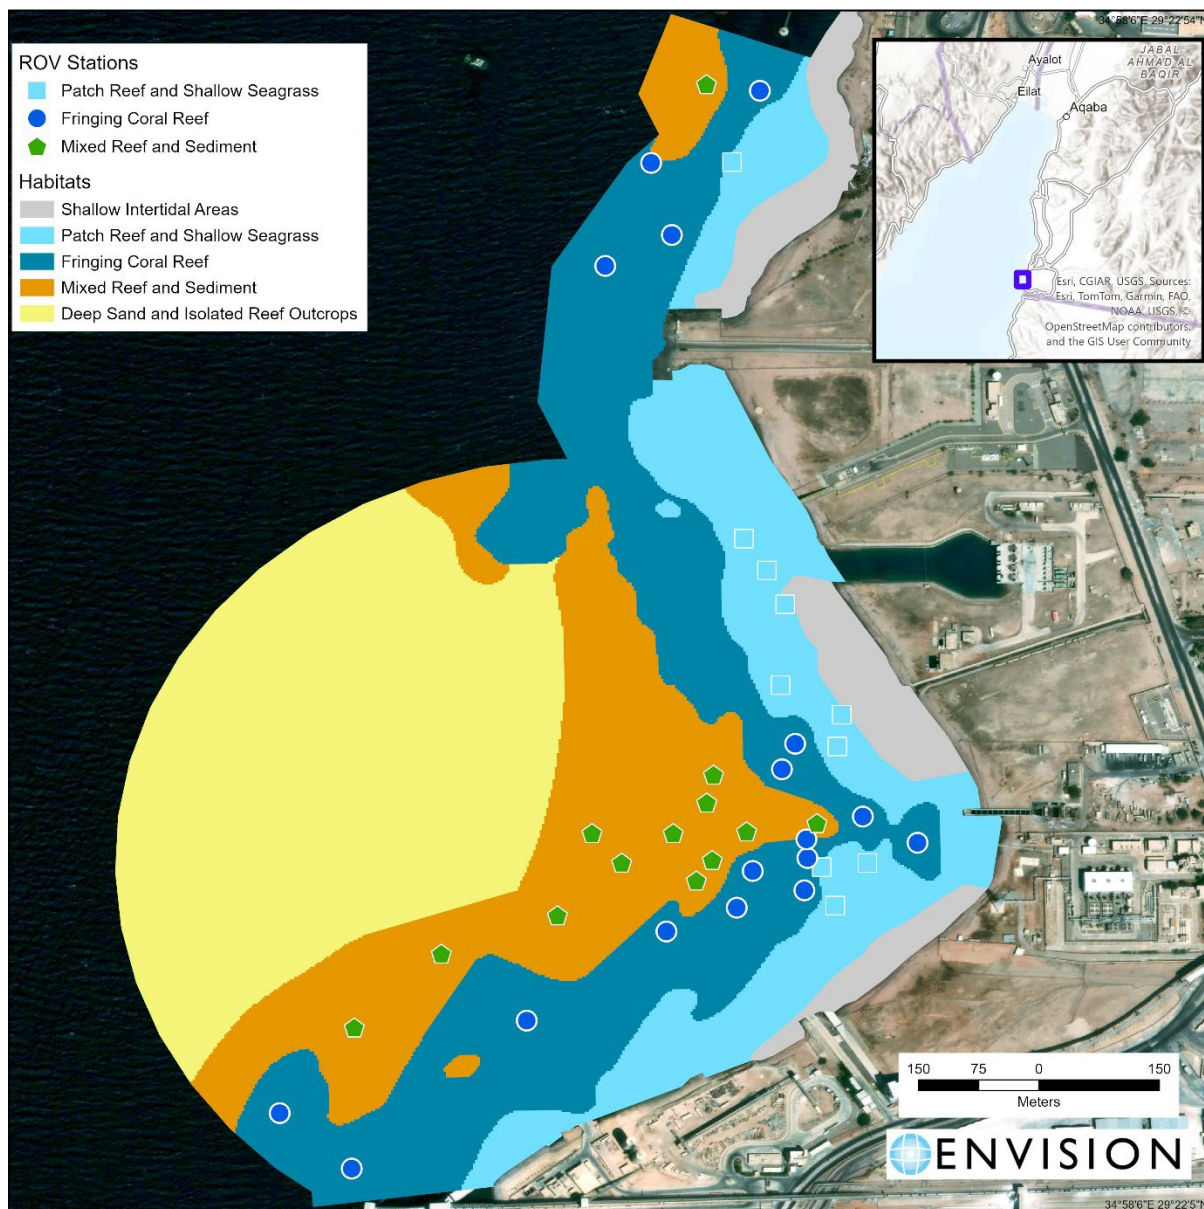 34°58'6"E 29°22'54"N
ROV Stations
Patch Reef and Shallow Seagrass
Fringing Coral Reef
Mixed Reef and Sediment
Habitats
Shallow Intertidal Areas
Patch Reef and Shallow Seagrass
Fringing Coral Reef
Mixed Reef and Sediment
Deep Sand and Isolated Reef Outcrops
JABAL
AHMAD AL
BAQIR
Ayalot
Eilat
Aqaba
Esri, CGIAR, USGS, Sources:
Esri, TomTom, Garmin, FAO,
NOAA, USGS, ©
OpenStreetMap contributors,
and the GIS User Community
150 75 0 150
Meters
ENVISION
34°58'6"E 29°22'5"N